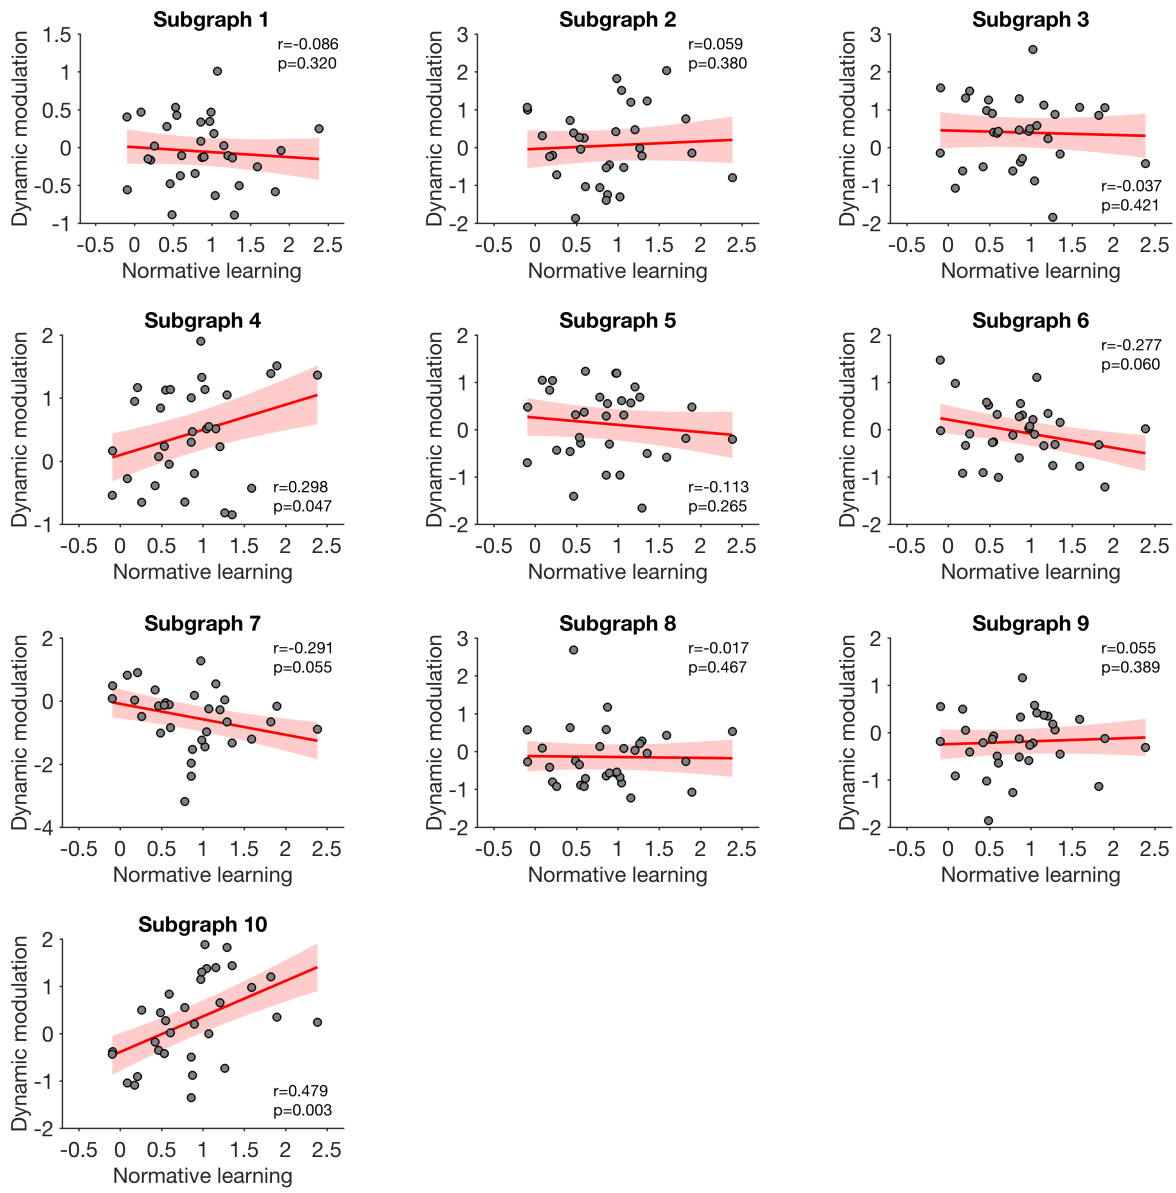 Subgraph 1
r=-0.086
p=0.320
Dynamic modulation
1.5
1
0.5
0
-0.5
-1
-0.5 0 0.5 1 1.5 2 2.5
Normative learning
Subgraph 2
r=0.059
p=0.380
Dynamic modulation
3
2
1
0
-1
-2
-0.5 0 0.5 1 1.5 2 2.5
Normative learning
Subgraph 3
r=-0.037
p=0.421
Dynamic modulation
3
2
1
0
-1
-2
-0.5 0 0.5 1 1.5 2 2.5
Normative learning
Subgraph 4
r=0.298
p=0.047
Dynamic modulation
2
1
0
-1
-0.5 0 0.5 1 1.5 2 2.5
Normative learning
Subgraph 5
r=-0.113
p=0.265
Dynamic modulation
2
1
0
-1
-2
-0.5 0 0.5 1 1.5 2 2.5
Normative learning
Subgraph 6
r=-0.277
p=0.060
Dynamic modulation
2
1
0
-1
-2
-0.5 0 0.5 1 1.5 2 2.5
Normative learning
Subgraph 7
r=-0.291
p=0.055
Dynamic modulation
2
0
-2
-4
-0.5 0 0.5 1 1.5 2 2.5
Normative learning
Subgraph 8
r=-0.017
p=0.467
Dynamic modulation
3
2
1
0
-1
-2
-0.5 0 0.5 1 1.5 2 2.5
Normative learning
Subgraph 9
r=0.055
p=0.389
Dynamic modulation
2
1
0
-1
-2
-0.5 0 0.5 1 1.5 2 2.5
Normative learning
Subgraph 10
r=0.479
p=0.003
Dynamic modulation
2
1
0
-1
-2
-0.5 0 0.5 1 1.5 2 2.5
Normative learning